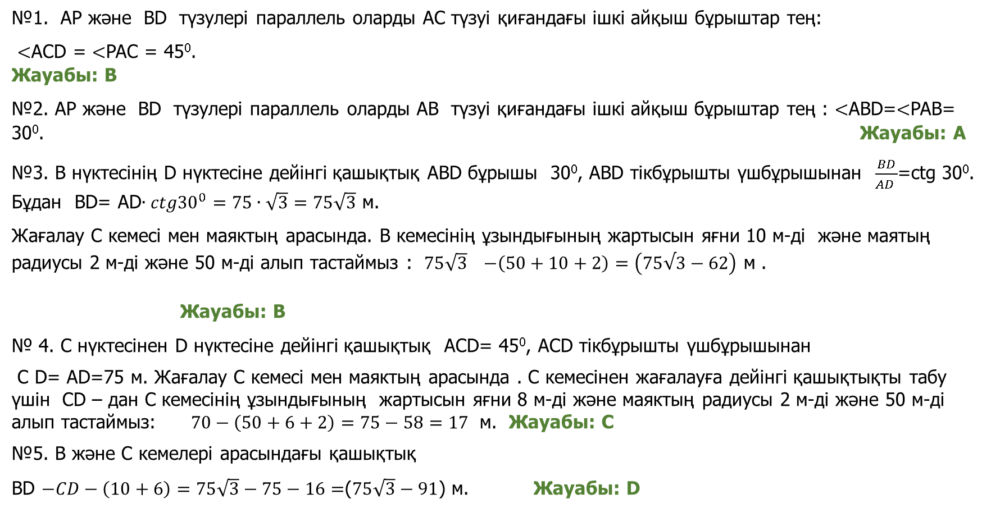 №1. АР және BD түзулері параллель оларды АС түзуі қиғандағы ішкі айқыш бұрыштар тең:
<ACD = <PAC = 45⁰.
Жауабы: В
№2. АР және BD түзулері параллель оларды АВ түзуі қиғандағы ішкі айқыш бұрыштар тең : <ABD=<PAB=
30⁰. Жауабы: А
№3. В нүктесінің D нүктесіне дейінгі қашықтық ABD бұрышы 30⁰, ABD тікбұрышты үшбұрышынан BD/AD=ctg 30⁰.
Бұдан BD= AD· ctg30⁰ = 75 · √3 = 75√3 м.
Жағалау С кемесі мен маяктың арасында. В кемесінің ұзындығының жартысын яғни 10 м-ді және маятың
радиусы 2 м-ді және 50 м-ді алып тастаймыз : 75√3 −(50 + 10 + 2) = (75√3 − 62) м .
Жауабы: В
№ 4. С нүктесінен D нүктесіне дейінгі қашықтық ACD= 45⁰, ACD тікбұрышты үшбұрышынан
С D= AD=75 м. Жағалау С кемесі мен маяктың арасында . С кемесінен жағалауға дейінгі қашықтықты табу
үшін CD – дан С кемесінің ұзындығының жартысын яғни 8 м-ді және маяктың радиусы 2 м-ді және 50 м-ді
алып тастаймыз: 70 − (50 + 6 + 2) = 75 − 58 = 17 м. Жауабы: С
№5. В және С кемелері арасындағы қашықтық
BD −CD − (10 + 6) = 75√3 − 75 − 16 =(75√3 − 91) м. Жауабы: D